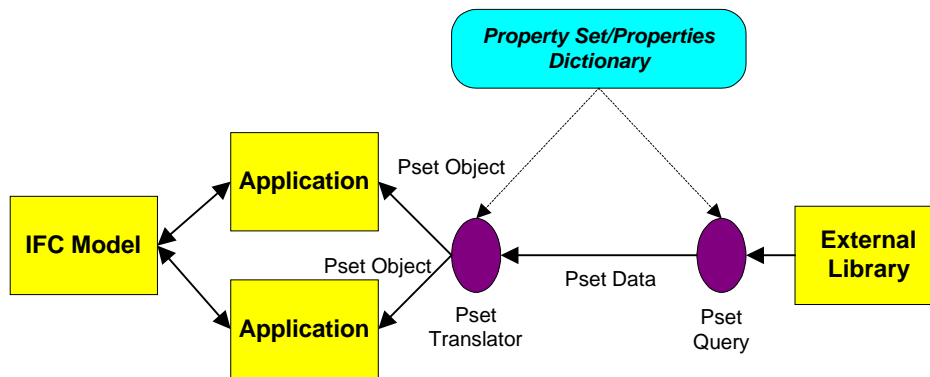 Property Set/Properties
Dictionary
Pset Object
Application
IFC Model
External
Library
Pset Object
Pset Data
Application
Pset
Translator
Pset
Query